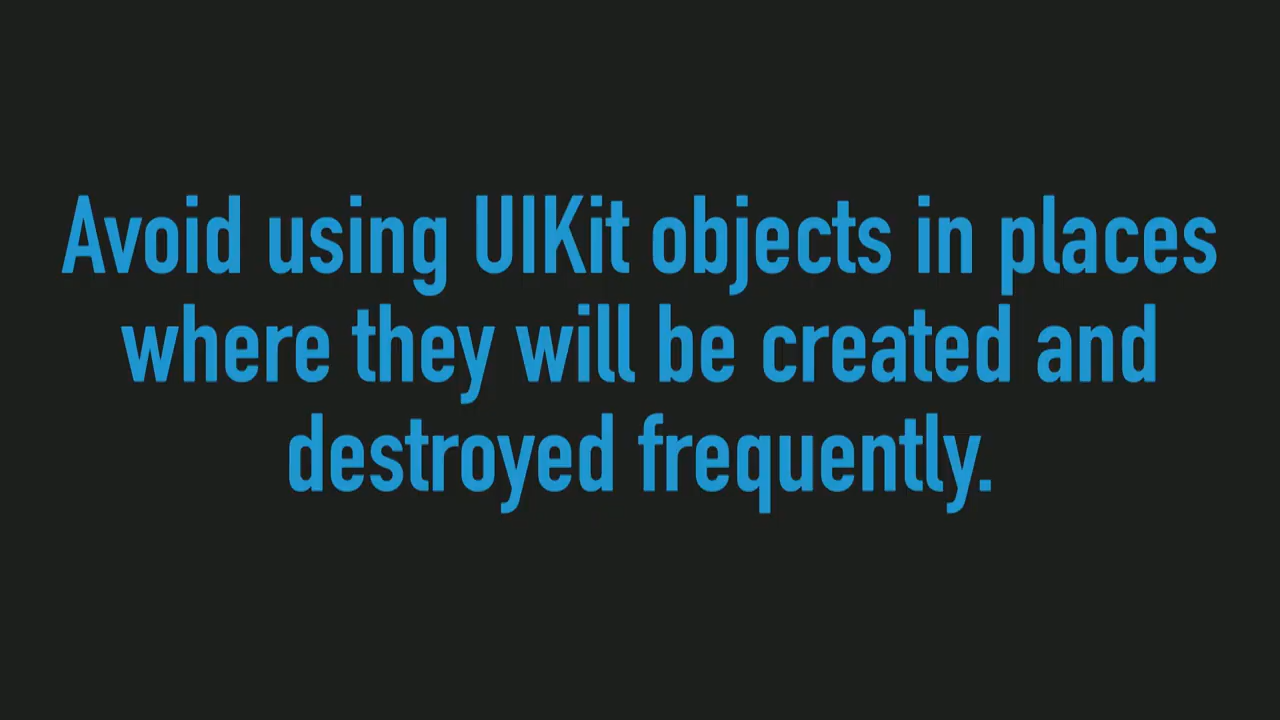 Avoid using UIKit objects in places
where they will be created and
destroyed frequently.